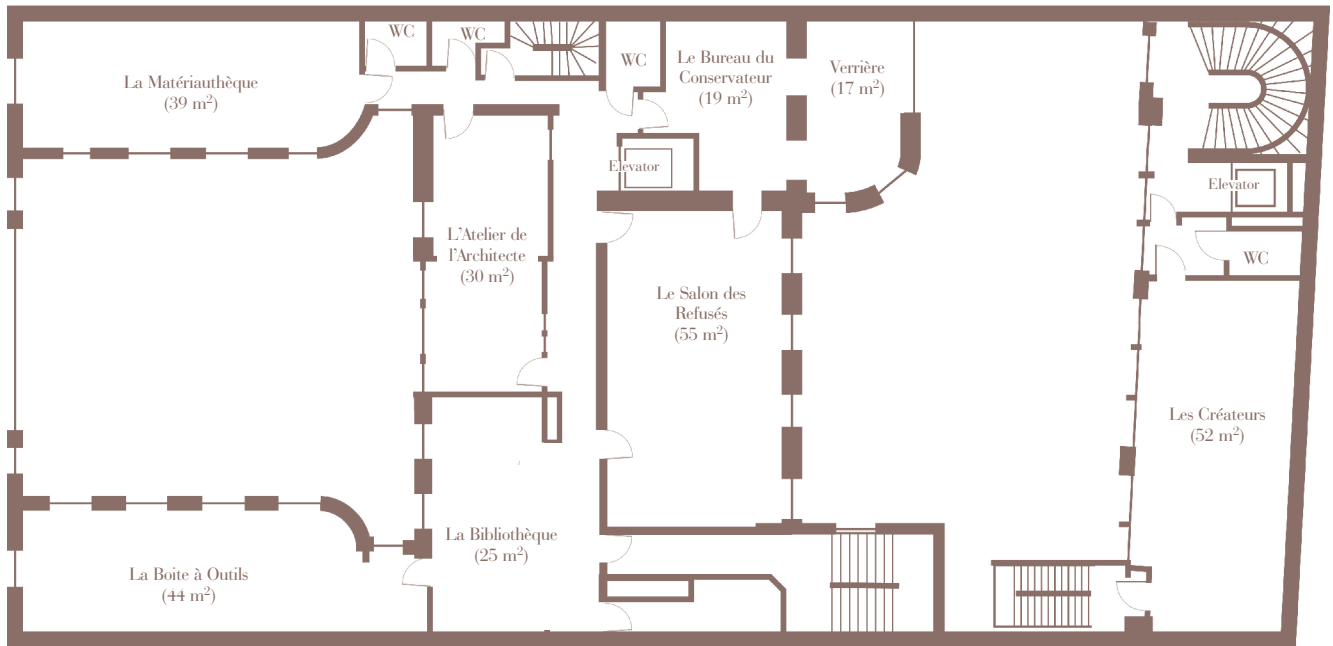 WC
WC
La Matériauthèque
(39 m²)
WC
Le Bureau du
Conservateur
(19 m²)
Verrière
(17 m²)
Elevator
Elevator
L'Atelier de
l'Architecte
(30 m²)
WC
Le Salon des
Refusés
(55 m²)
Les Créateurs
(52 m²)
La Bibliothèque
(25 m²)
La Boite à Outils
(44 m²)